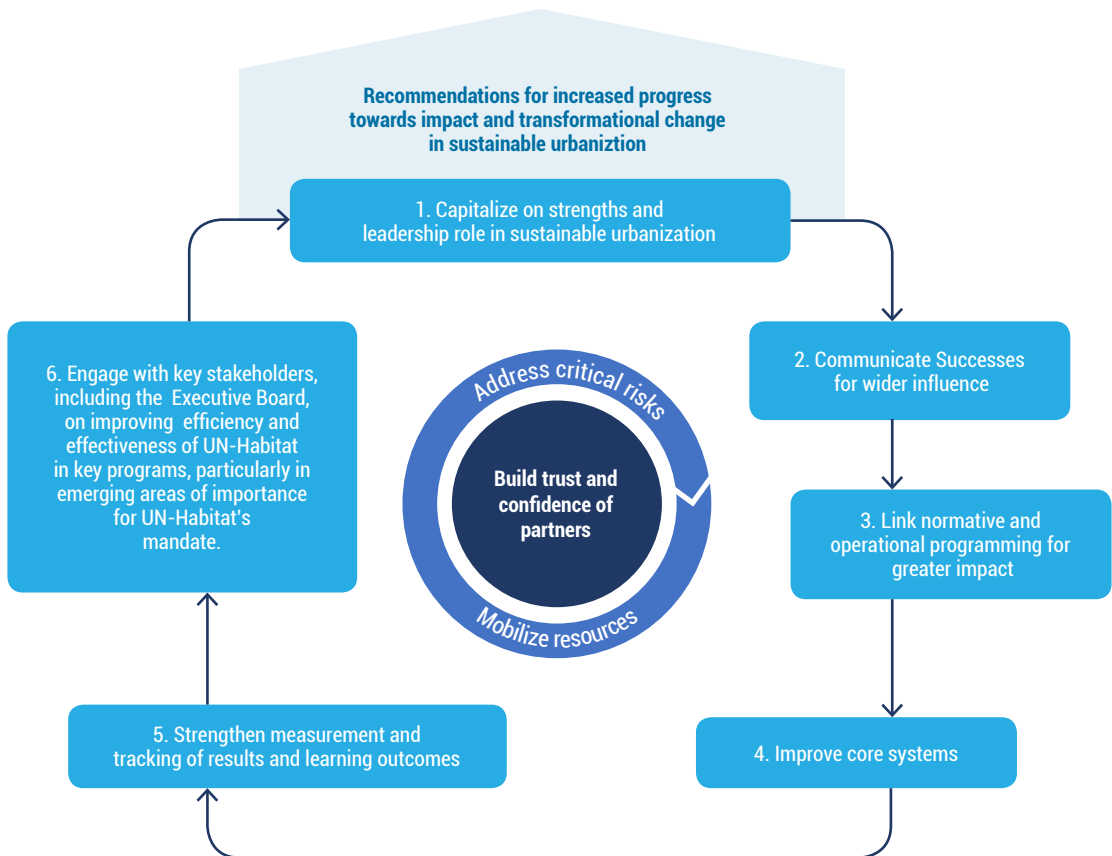 Recommendations for increased progress
towards impact and transformational change
in sustainable urbaniztion
1. Capitalize on strengths and
leadership role in sustainable urbanization
2. Communicate Successes
for wider influence
3. Link normative and
operational programming for
greater impact
4. Improve core systems
5. Strengthen measurement and
tracking of results and learning outcomes
6. Engage with key stakeholders,
including the Executive Board,
on improving efficiency and
effectiveness of UN-Habitat
in key programs, particularly in
emerging areas of importance
for UN-Habitat's
mandate.
Address critical risks
Build trust and
confidence of
partners
Mobilize resources